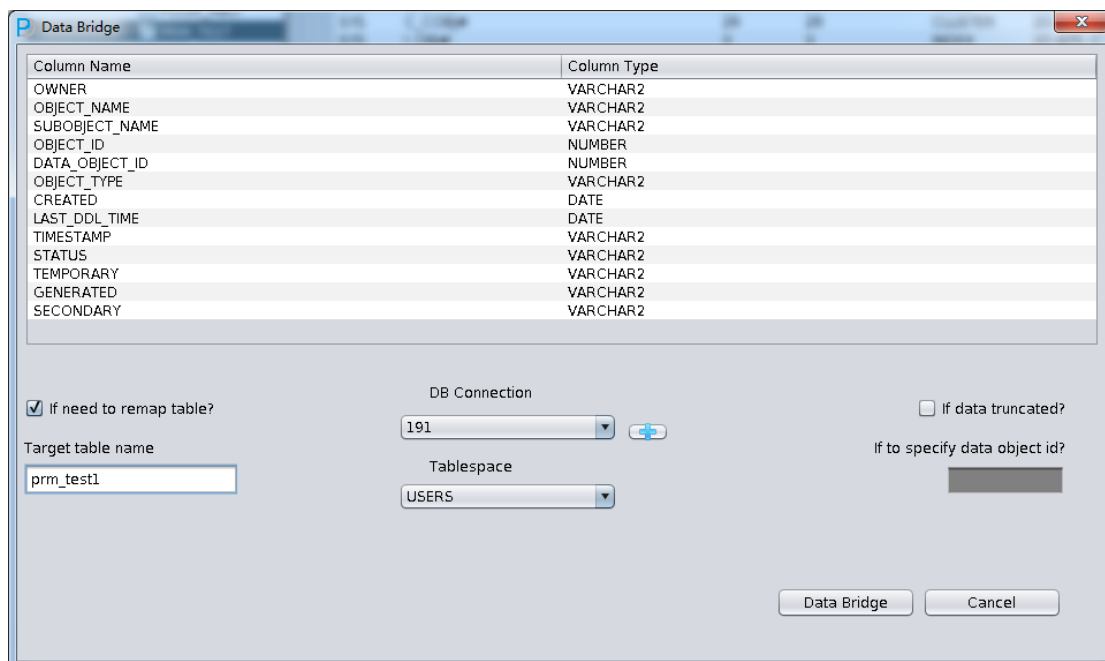 Data Bridge
Column Name Column Type
OWNER VARCHAR2
OBJECT_NAME VARCHAR2
SUBOBJECT_NAME VARCHAR2
OBJECT_ID NUMBER
DATA_OBJECT_ID NUMBER
OBJECT_TYPE VARCHAR2
CREATED DATE
LAST_DDL_TIME DATE
TIMESTAMP VARCHAR2
STATUS VARCHAR2
TEMPORARY VARCHAR2
GENERATED VARCHAR2
SECONDARY VARCHAR2
DB Connection
If need to remap table?
If data truncated?
191
Target table name
If to specify data object id?
Tablespace
prm_test1
USERS
Data Bridge Cancel